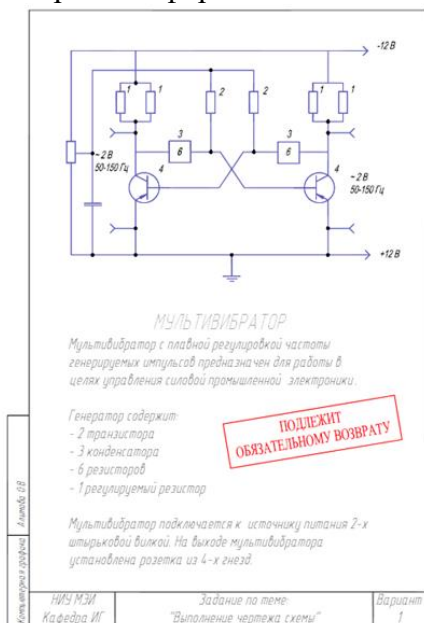 -12 В
1
1
2
2
1
1
3
3
6
6
~2 В
50-150 Гц
4
4
~2 В
50-150 Гц
+12 В
МУЛЬТИВИБРАТОР
Мультивибратор с плавной регулировкой частоты
генерируемых импульсов предназначен для работы в
целях управления силовой промышленной электроники.
Генератор содержит:
- 2 транзистора
- 3 конденсатора
- 6 резисторов
- 1 регулируемый резистор
ПОДЛЕЖИТ
ОБЯЗАТЕЛЬНОМУ ВОЗВРАТУ
Мультивибратор подключается к источнику питания 2-х
штырьковой вилкой. На выходе мультивибратора
установлена розетка из 4-х гнезд.
Компьютерная графика
НИУ МЭИ
Кафедра ИГ
Задание по теме:
"Выполнение чертежа схемы"
Вариант
1